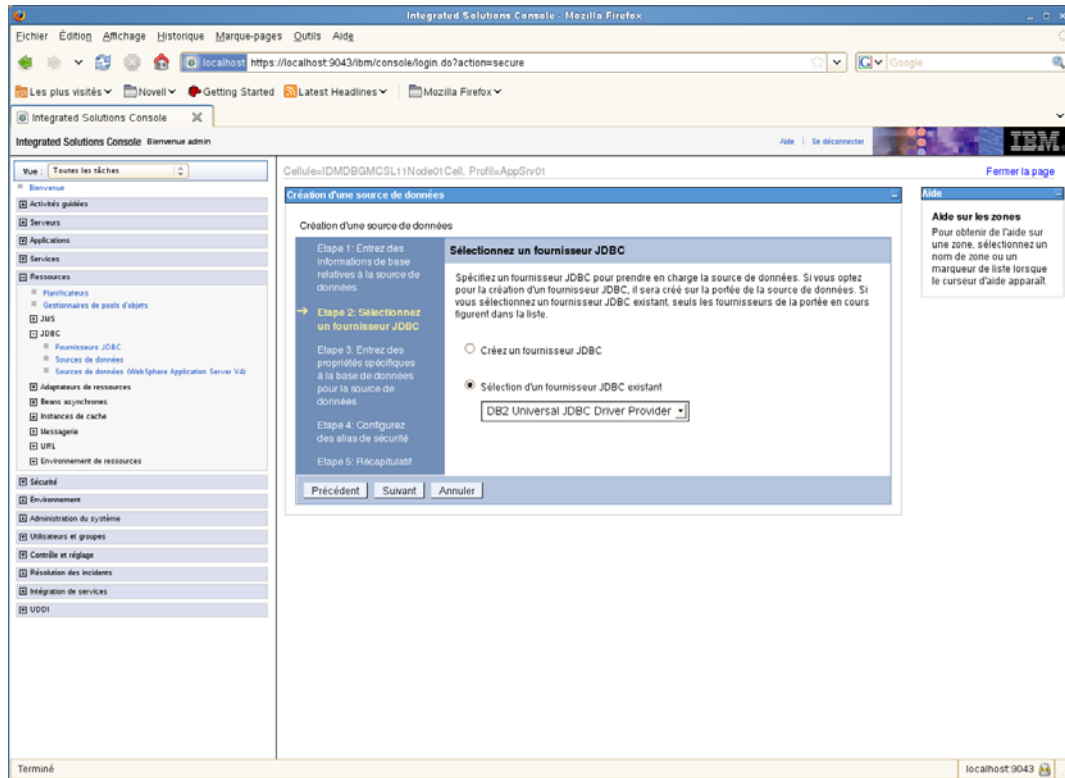 Integrated Solutions Console - Mozilla Firefox
Fichier Édition Affichage Historique Marque-pages Outils Aide
localhost https://localhost:9043/ibm/console/login.do?action=secure
Google
Les plus visités Novell Getting Started Latest Headlines Mozilla Firefox
Integrated Solutions Console
Integrated Solutions Console Bienvenue admin
Aide Se déconnecter
IBM
Vue : Toutes les tâches
Bienvenue
Activités guidées
Serveurs
Applications
Services
Ressources
Planificateurs
Gestionnaires de pools d'objets
JMS
JDBC
Fournisseurs JDBC
Sources de données
Sources de données (WebSphere Application Server V4)
Adaptateurs de ressources
Beans asynchrones
Instances de cache
Messagerie
URL
Environnement de ressources
Sécurité
Environnement
Administration du système
Utilisateurs et groupes
Contrôle et réglage
Résolution des incidents
Intégration de services
UDDI
Cellule=IDMDBGMCSL11Node01Cell, Profil=AppSrv01
Fermer la page
Création d'une source de données
Création d'une source de données
Etape 1: Entrez des
informations de base
relatives à la source de
données
Etape 2: Sélectionnez
un fournisseur JDBC
Etape 3: Entrez des
propriétés spécifiques
à la base de données
pour la source de
données
Etape 4: Configurez
des alias de sécurité
Etape 5: Récapitulatif
Sélectionnez un fournisseur JDBC
Spécifiez un fournisseur JDBC pour prendre en charge la source de données. Si vous optez
pour la création d'un fournisseur JDBC, il sera créé sur la portée de la source de données. Si
vous sélectionnez un fournisseur JDBC existant, seuls les fournisseurs de la portée en cours
figurent dans la liste.
Créez un fournisseur JDBC
Sélection d'un fournisseur JDBC existant
DB2 Universal JDBC Driver Provider
Précédent Suivant Annuler
Aide
Aide sur les zones
Pour obtenir de l'aide sur
une zone, sélectionnez un
nom de zone ou un
marqueur de liste lorsque
le curseur d'aide apparaît.
Terminé
localhost:9043